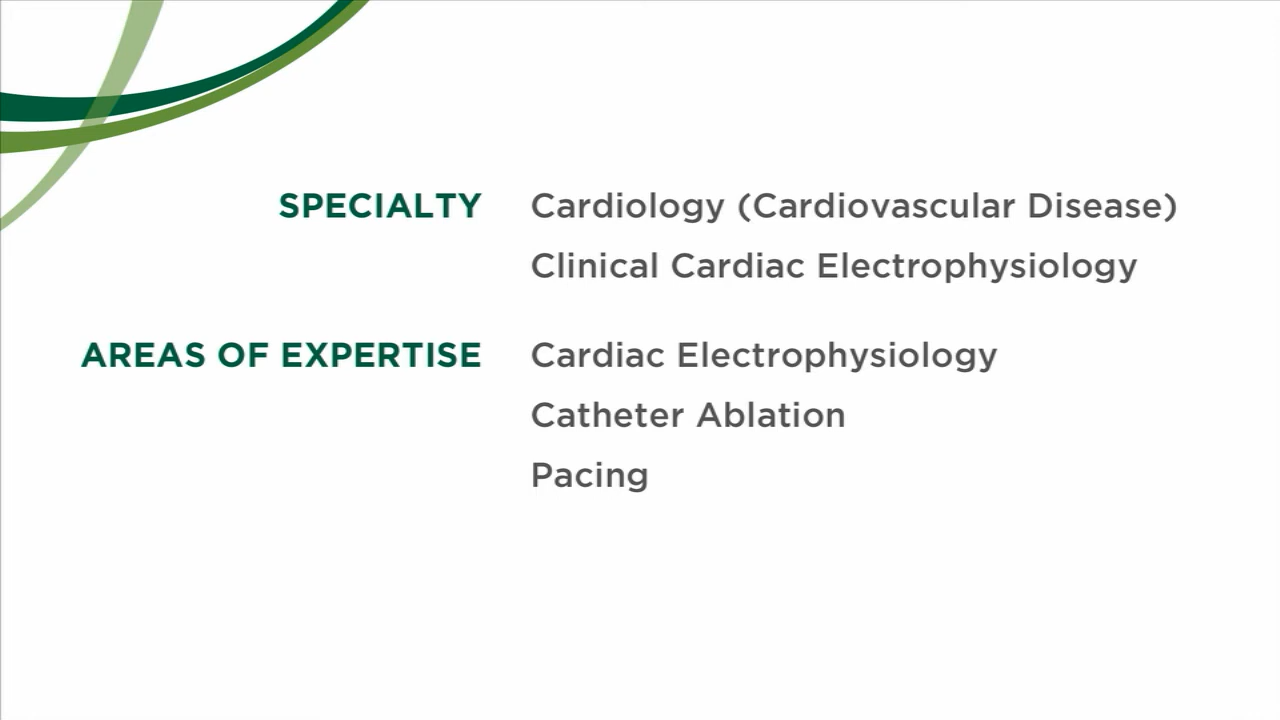 SPECIALTY Cardiology (Cardiovascular Disease)
Clinical Cardiac Electrophysiology
AREAS OF EXPERTISE Cardiac Electrophysiology
Catheter Ablation
Pacing